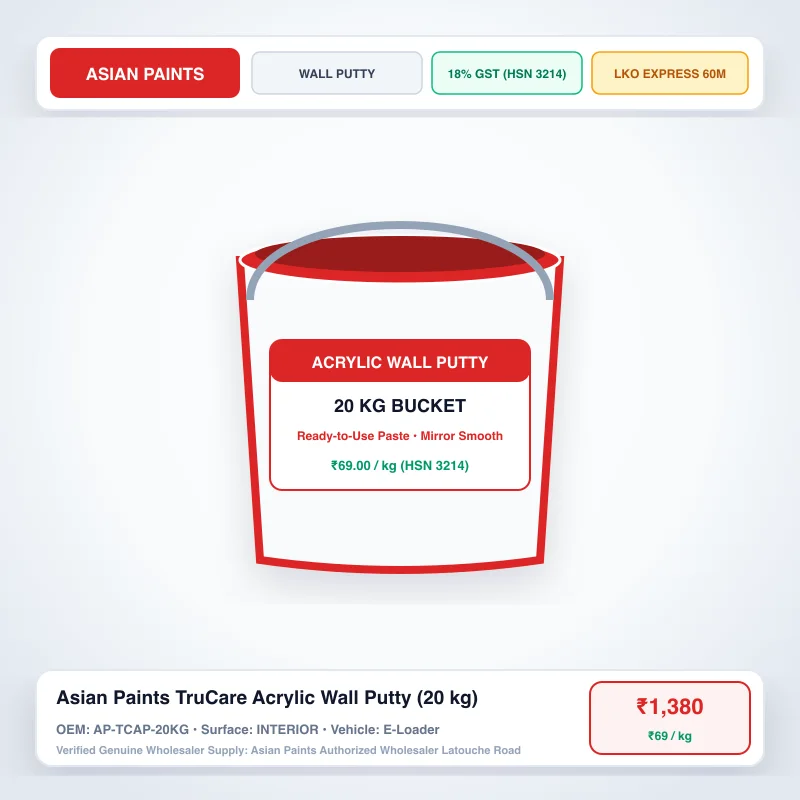 ASIAN PAINTS
WALL PUTTY
18% GST (HSN 3214)
LKO EXPRESS 60M
ACRYLIC WALL PUTTY
20 KG BUCKET
Ready-to-Use Paste • Mirror Smooth
₹69.00 / kg (HSN 3214)
Asian Paints TruCare Acrylic Wall Putty (20 kg)
OEM: AP-TCAP-20KG • Surface: INTERIOR • Vehicle: E-Loader
Verified Genuine Wholesaler Supply: Asian Paints Authorized Wholesaler Latouche Road
₹1,380
₹69 / kg